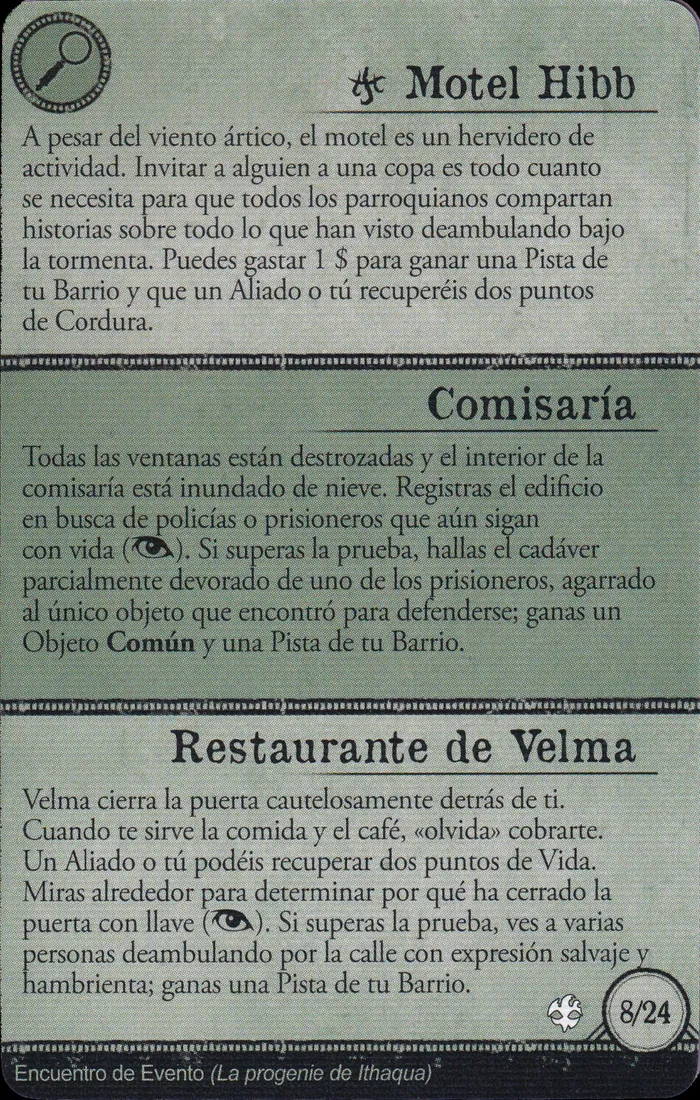 Motel Hibb
A pesar del viento ártico, el motel es un hervidero de
actividad. Invitar a alguien a una copa es todo cuanto
se necesita para que todos los parroquianos compartan
historias sobre todo lo que han visto deambulando bajo
la tormenta. Puedes gastar 1 $ para ganar una Pista de
tu Barrio y que un Aliado o tú recuperéis dos puntos
de Cordura.
Comisaría
Todas las ventanas están destrozadas y el interior de la
comisaría está inundado de nieve. Registras el edificio
en busca de policías o prisioneros que aún sigan
con vida (). Si superas la prueba, hallas el cadáver
parcialmente devorado de uno de los prisioneros, agarrado
al único objeto que encontró para defenderse; ganas un
Objeto Común y una Pista de tu Barrio.
Restaurante de Velma
Velma cierra la puerta cautelosamente detrás de ti.
Cuando te sirve la comida y el café, «olvida» cobrarte.
Un Aliado o tú podéis recuperar dos puntos de Vida.
Miras alrededor para determinar por qué ha cerrado la
puerta con llave (). Si superas la prueba, ves a varias
personas deambulando por la calle con expresión salvaje y
hambrienta; ganas una Pista de tu Barrio.
8/24
Encuentro de Evento (La progenie de Ithaqua)